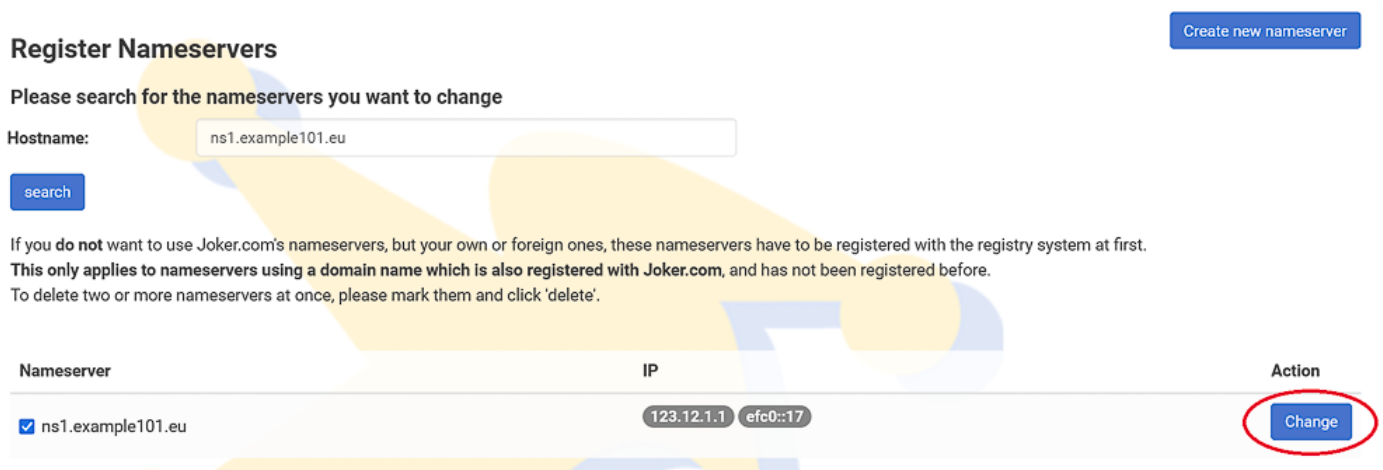 Create new nameserver
Register Nameservers
Please search for the nameservers you want to change
Hostname: ns1.example101.eu
search
If you do not want to use Joker.com's nameservers, but your own or foreign ones, these nameservers have to be registered with the registry system at first.
This only applies to nameservers using a domain name which is also registered with Joker.com, and has not been registered before.
To delete two or more nameservers at once, please mark them and click 'delete'.
Nameserver IP Action
ns1.example101.eu 123.12.1.1 efc0::17 Change